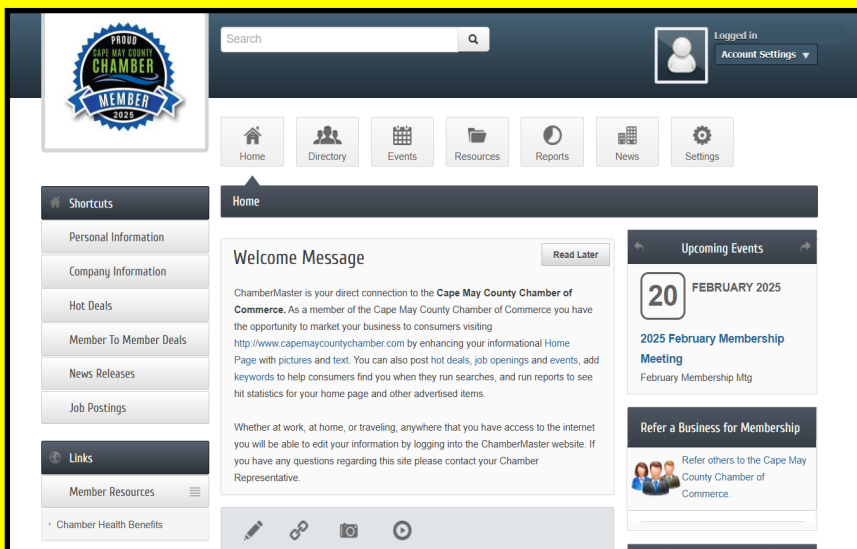 PROUD
CAPE MAY COUNTY
CHAMBER
MEMBER
2025
Search
Logged in
Account Settings
Home
Directory
Events
Resources
Reports
News
Settings
Shortcuts
Personal Information
Company Information
Hot Deals
Member To Member Deals
News Releases
Job Postings
Links
Member Resources
Chamber Health Benefits
Home
Welcome Message
Read Later
ChamberMaster is your direct connection to the Cape May County Chamber of
Commerce. As a member of the Cape May County Chamber of Commerce you have
the opportunity to market your business to consumers visiting
http://www.capemaycountychamber.com by enhancing your informational Home
Page with pictures and text. You can also post hot deals, job openings and events, add
keywords to help consumers find you when they run searches, and run reports to see
hit statistics for your home page and other advertised items.
Whether at work, at home, or traveling, anywhere that you have access to the internet
you will be able to edit your information by logging into the ChamberMaster website. If
you have any questions regarding this site please contact your Chamber
Representative.
Upcoming Events
20
FEBRUARY 2025
2025 February Membership
Meeting
February Membership Mtg
Refer a Business for Membership
Refer others to the Cape May
County Chamber of
Commerce.